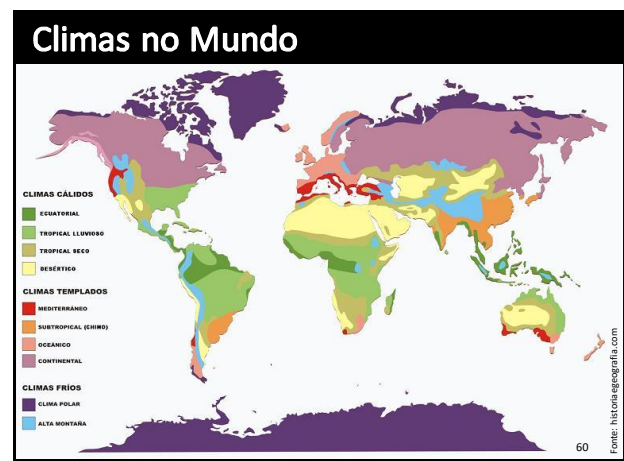 Climas no Mundo
CLIMAS CÁLIDOS
ECUATORIAL
TROPICAL LLUVIOSO
TROPICAL SECO
DESÉRTICO
CLIMAS TEMPLADOS
MEDITERRÁNEO
SUBTROPICAL (CHINO)
OCEÁNICO
CONTINENTAL
CLIMAS FRÍOS
CLIMA POLAR
ALTA MONTAÑA
60
Fonte: historiaegeografia.com